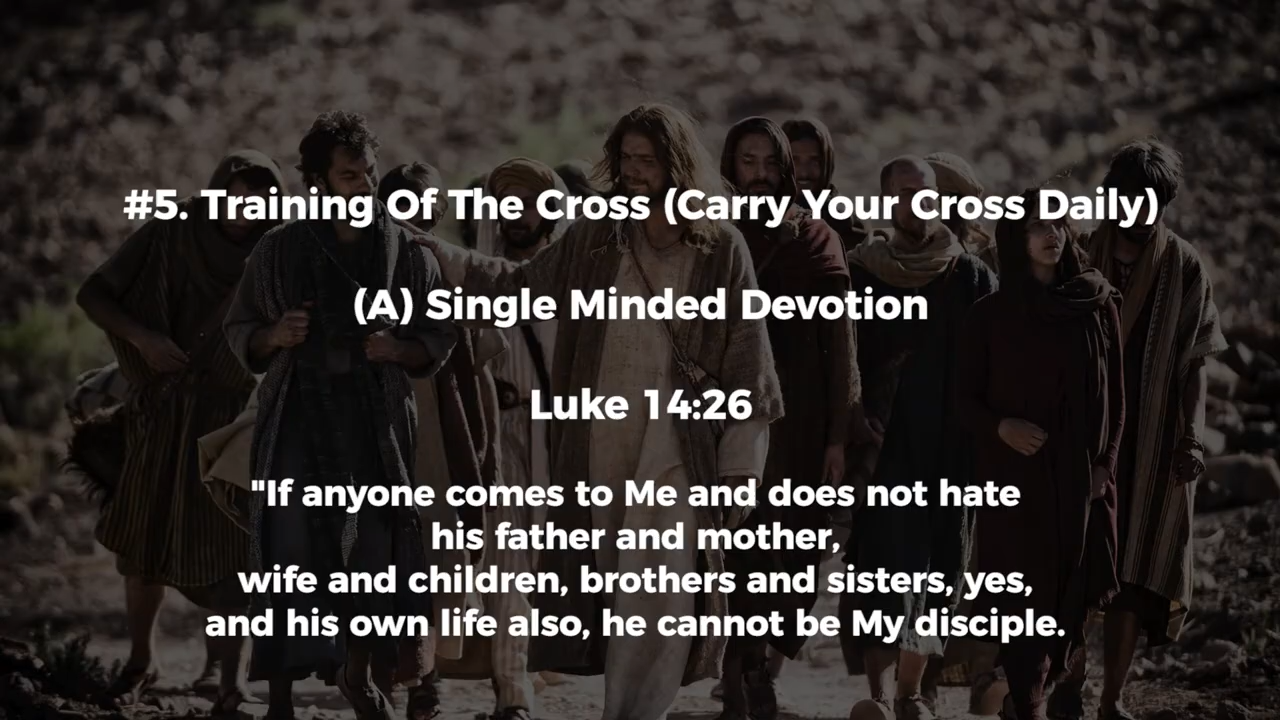 #5. Training Of The Cross (Carry Your Cross Daily)
(A) Single Minded Devotion
Luke 14:26
"If anyone comes to Me and does not hate
his father and mother,
wife and children, brothers and sisters, yes,
and his own life also, he cannot be My disciple.